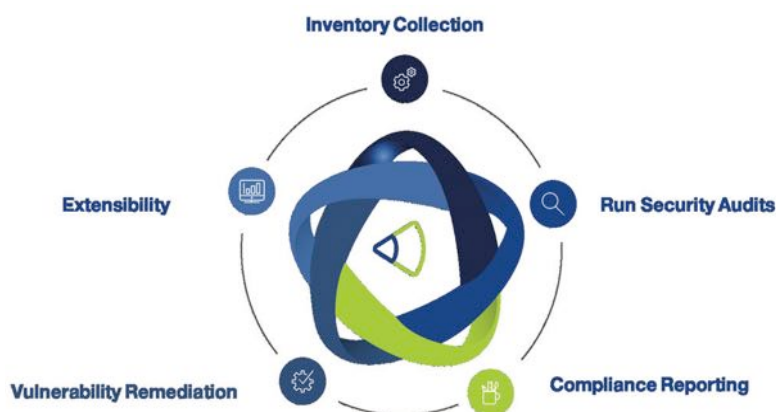 Inventory Collection
Extensibility
Run Security Audits
Vulnerability Remediation
Compliance Reporting